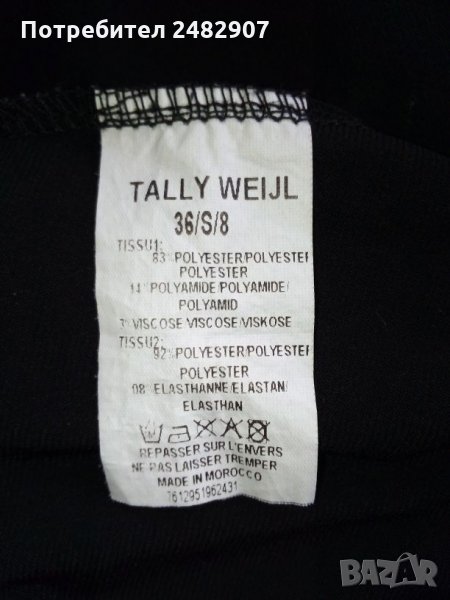 Потребител 2482907
TALLY WEIJL
36/S/8
TISSU1:
83% POLYESTER/POLYESTER
POLYESTER
14% POLYAMIDE/POLYAMIDE/
POLYAMID
3% VISCOSE/VISCOSE/VISKOSE
TISSU2:
92% POLYESTER/POLYESTER
POLYESTER
08% ELASTHANNE/ELASTAN/
ELASTHAN
REPASSER SUR L'ENVERS
NE PAS LAISSER TREMPER
MADE IN MOROCCO
7612951962431
BAZAR